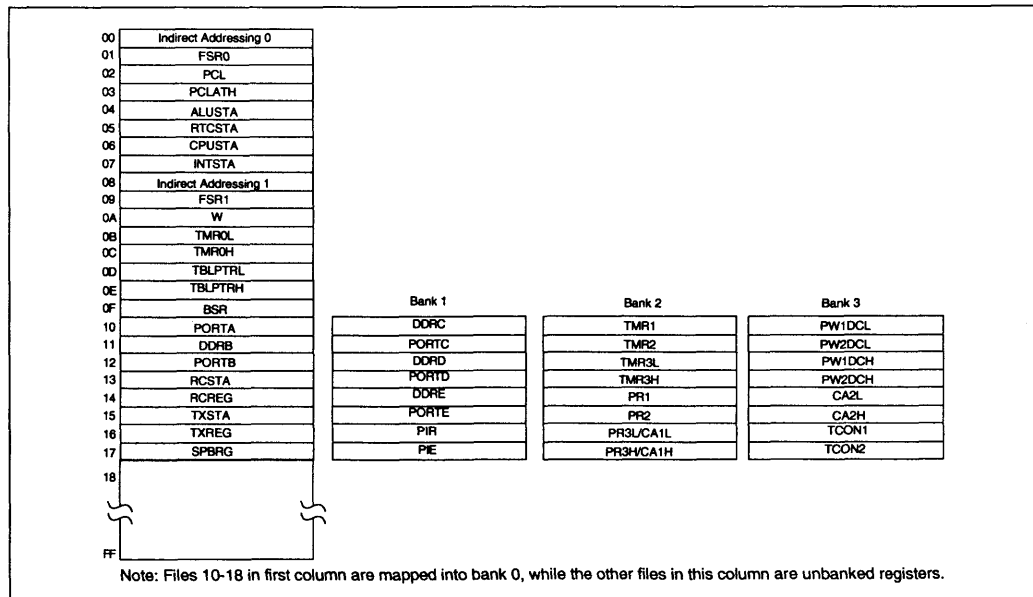 00 Indirect Addressing 0
01 FSR0
02 PCL
03 PCLATH
04 ALUSTA
05 RTCSTA
06 CPUSTA
07 INTSTA
08 Indirect Addressing 1
09 FSR1
0A W
0B TMR0L
0C TMR0H
0D TBLPTRL
0E TBLPTRH
0F BSR Bank 1 Bank 2 Bank 3
10 PORTA DDRC TMR1 PW1DCL
11 DDRB PORTC TMR2 PW2DCL
12 PORTB DDRD TMR3L PW1DCH
13 RCSTA PORTD TMR3H PW2DCH
14 RCREG DDRE PR1 CA2L
15 TXSTA PORTE PR2 CA2H
16 TXREG PIR PR3L/CA1L TCON1
17 SPBRG PIE PR3H/CA1H TCON2
18
FF
Note: Files 10-18 in first column are mapped into bank 0, while the other files in this column are unbanked registers.